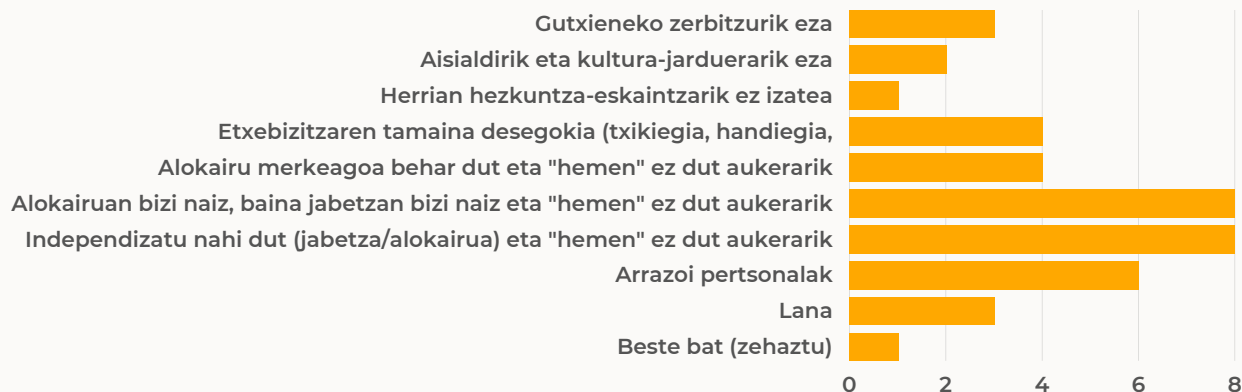 Gutxieneko zerbitzurik eza
Aisialdirik eta kultura-jarduerarik eza
Herrian hezkuntza-eskaintzarik ez izatea
Etxebizitzaren tamaina desegokia (txikiegia, handiegia,
Alokairu merkeagoa behar dut eta "hemen" ez dut aukerarik
Alokairuan bizi naiz, baina jabetzan bizi naiz eta "hemen" ez dut aukerarik
Independizatu nahi dut (jabetza/alokairua) eta "hemen" ez dut aukerarik
Arrazoi pertsonalak
Lana
Beste bat (zehaztu)
0 2 4 6 8